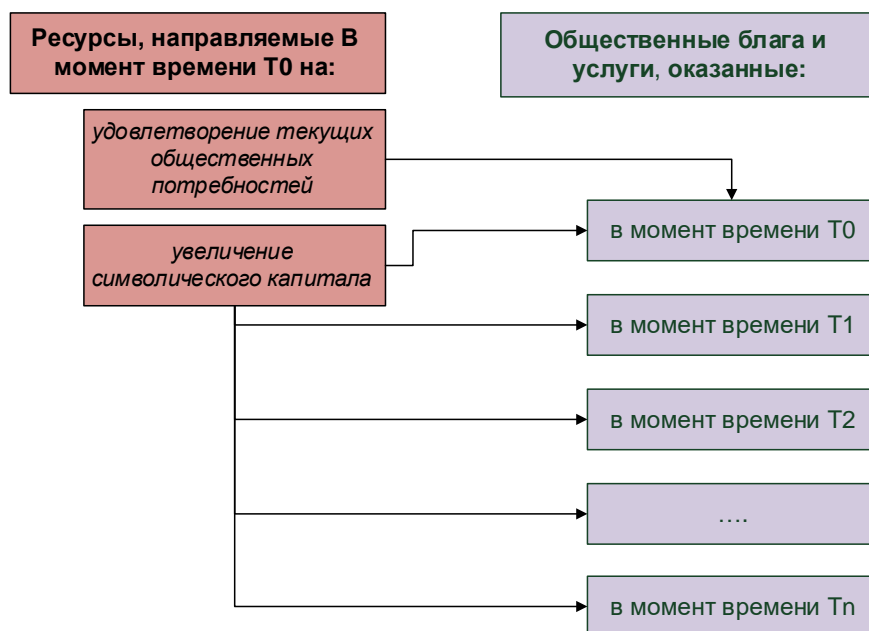 Ресурсы, направляемые В
момент времени Т0 на:
Общественные блага и
услуги, оказанные:
удовлетворение текущих
общественных
потребностей
в момент времени Т0
увеличение
символического капитала
в момент времени Т1
в момент времени Т2
....
в момент времени Тn